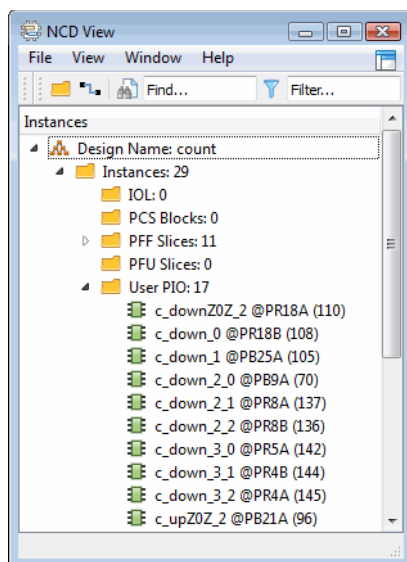 NCD View
File View Window Help
Find... Filter...
Instances
Design Name: count
Instances: 29
IOL: 0
PCS Blocks: 0
PFF Slices: 11
PFU Slices: 0
User PIO: 17
c_downZ0Z_2 @PR18A (110)
c_down_0 @PR18B (108)
c_down_1 @PB25A (105)
c_down_2_0 @PB9A (70)
c_down_2_1 @PR8A (137)
c_down_2_2 @PR8B (136)
c_down_3_0 @PR5A (142)
c_down_3_1 @PR4B (144)
c_down_3_2 @PR4A (145)
c_upZ0Z_2 @PB21A (96)